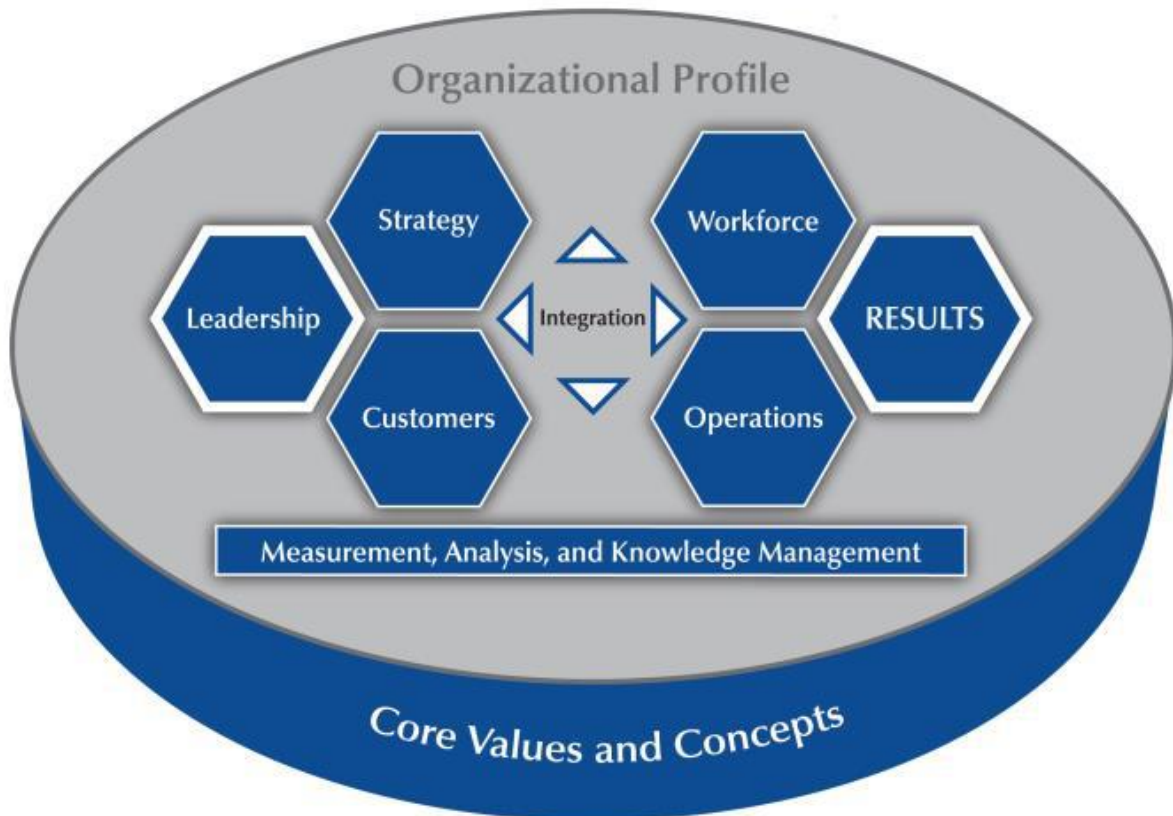 Organizational Profile
Strategy
Workforce
Leadership
Integration
RESULTS
Customers
Operations
Measurement, Analysis, and Knowledge Management
Core Values and Concepts